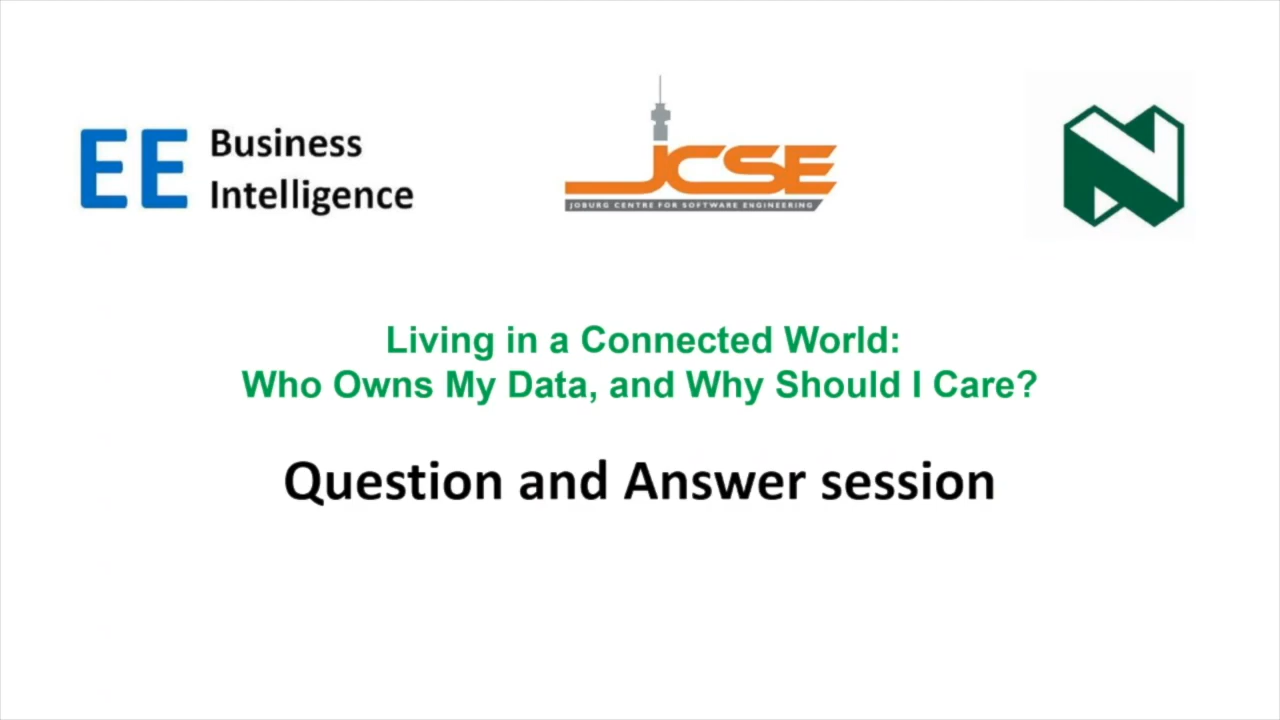 EE Business
Intelligence
JCSE
JOBURG CENTRE FOR SOFTWARE ENGINEERING
N
Living in a Connected World:
Who Owns My Data, and Why Should I Care?
Question and Answer session